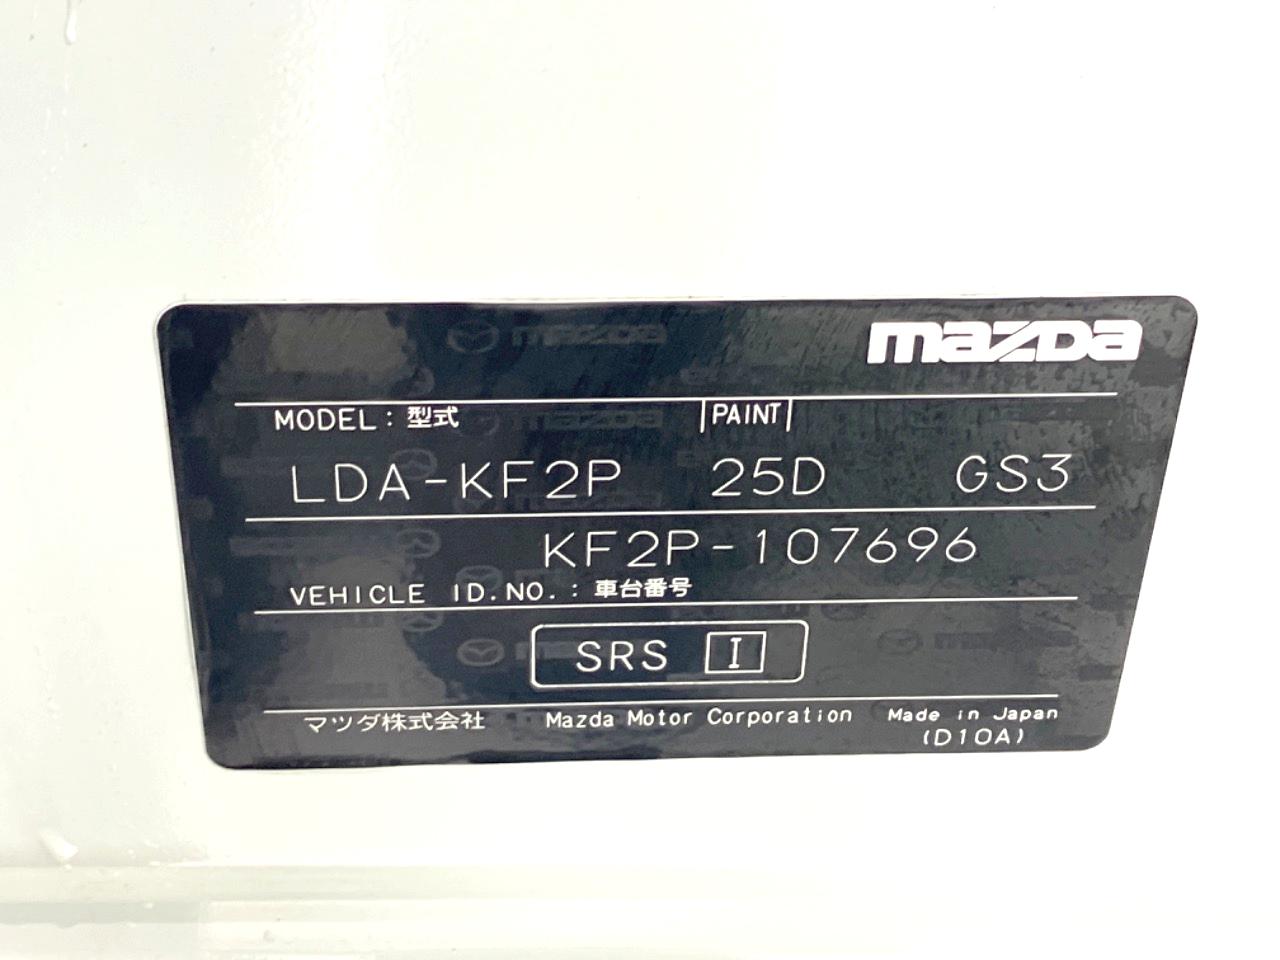 mazda
MODEL: 型式 PAINT
LDA-KF2P 25D GS3
KF2P-107696
VEHICLE ID.NO.: 車台番号
SRS I
マツダ株式会社 Mazda Motor Corporation Made in Japan
(D10A)